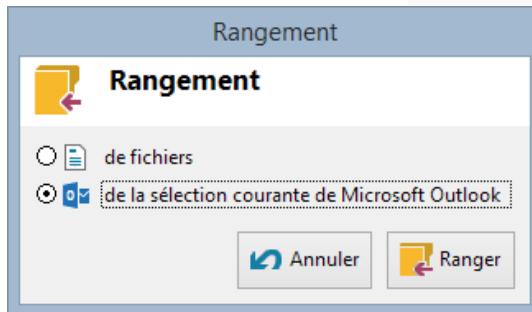 Rangement
Rangement
de fichiers
de la sélection courante de Microsoft Outlook
Annuler
Ranger